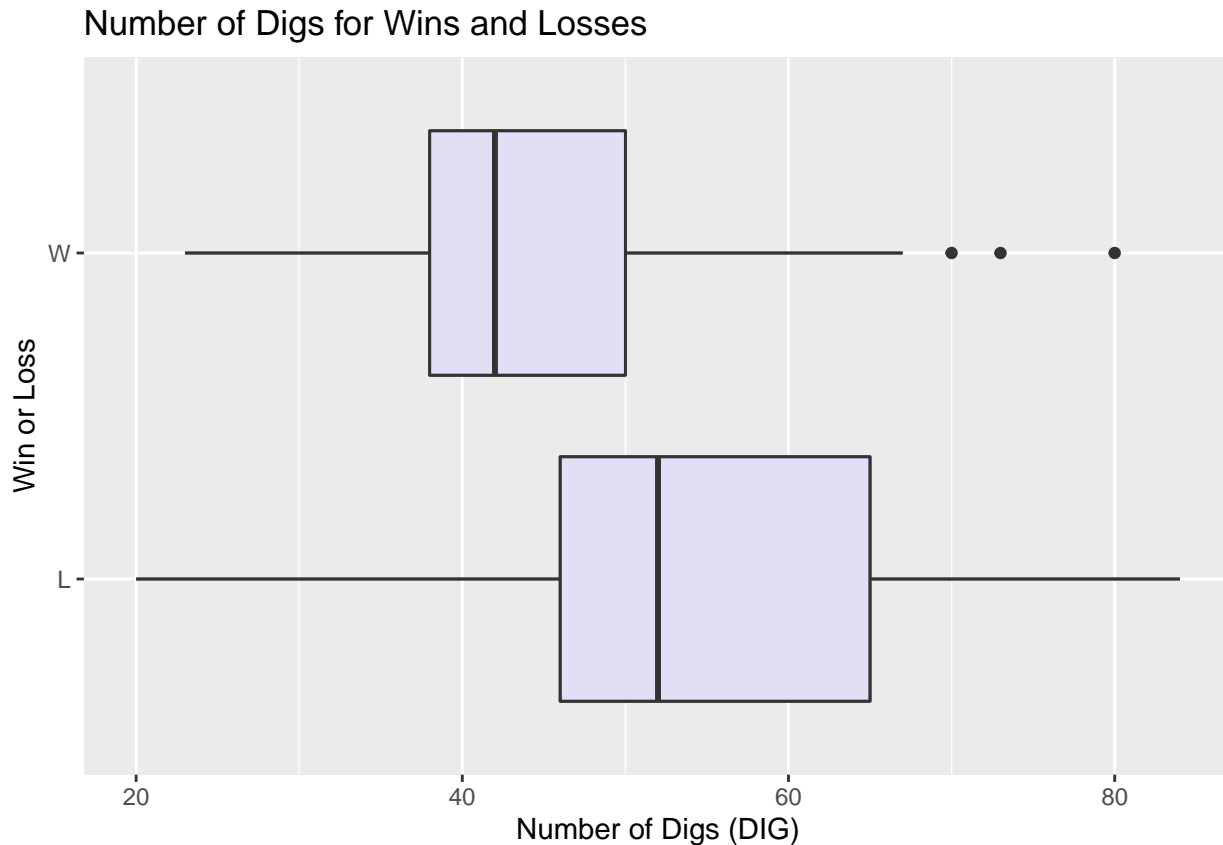 Number of Digs for Wins and Losses
W
L
Win or Loss
20 40 60 80
Number of Digs (DIG)